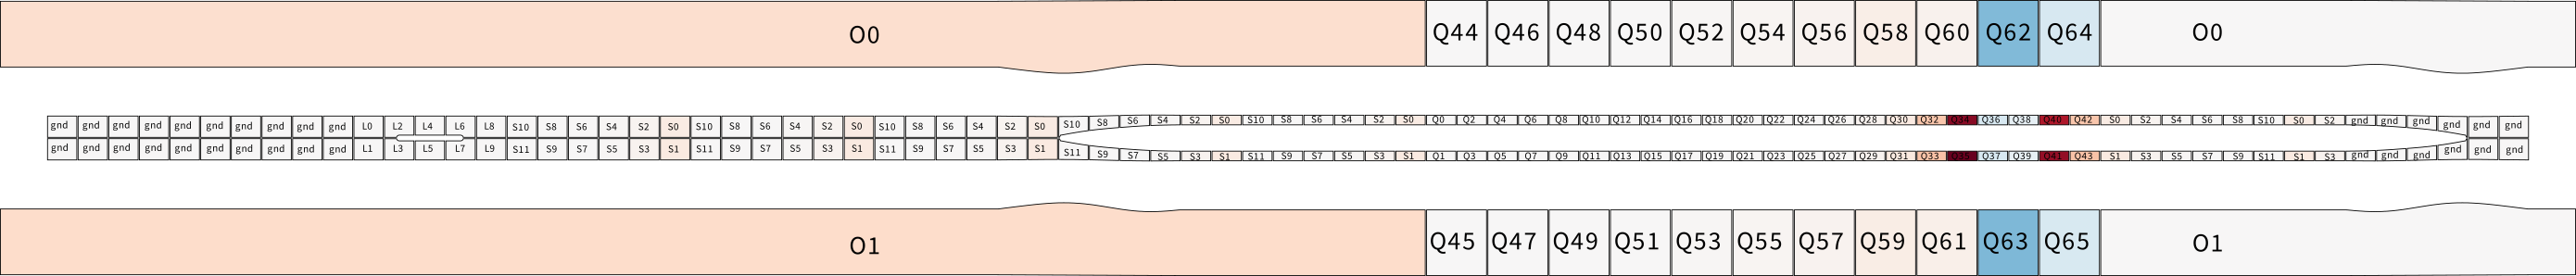 O0 Q44 Q46 Q48 Q50 Q52 Q54 Q56 Q58 Q60 Q62 Q64 O0
gnd gnd gnd gnd gnd gnd gnd gnd gnd gnd L0 L2 L4 L6 L8 S10 S8 S6 S4 S2 S0 S10 S8 S6 S4 S2 S0 S10 S8 S6 S4 S2 S0 S10 S8 S6 S4 S2 S0 S10 S8 S6 S4 S2 S0 Q0 Q2 Q4 Q6 Q8 Q10 Q12 Q14 Q16 Q18 Q20 Q22 Q24 Q26 Q28 Q30 Q32 Q34 Q36 Q38 Q40 Q42 S0 S2 S4 S6 S8 S10 S0 S2 gnd gnd gnd gnd gnd gnd
gnd gnd gnd gnd gnd gnd gnd gnd gnd gnd L1 L3 L5 L7 L9 S11 S9 S7 S5 S3 S1 S11 S9 S7 S5 S3 S1 S11 S9 S7 S5 S3 S1 S11 S9 S7 S5 S3 S1 S11 S9 S7 S5 S3 S1 Q1 Q3 Q5 Q7 Q9 Q11 Q13 Q15 Q17 Q19 Q21 Q23 Q25 Q27 Q29 Q31 Q33 Q35 Q37 Q39 Q41 Q43 S1 S3 S5 S7 S9 S11 S1 S3 gnd gnd gnd gnd gnd gnd
O1 Q45 Q47 Q49 Q51 Q53 Q55 Q57 Q59 Q61 Q63 Q65 O1